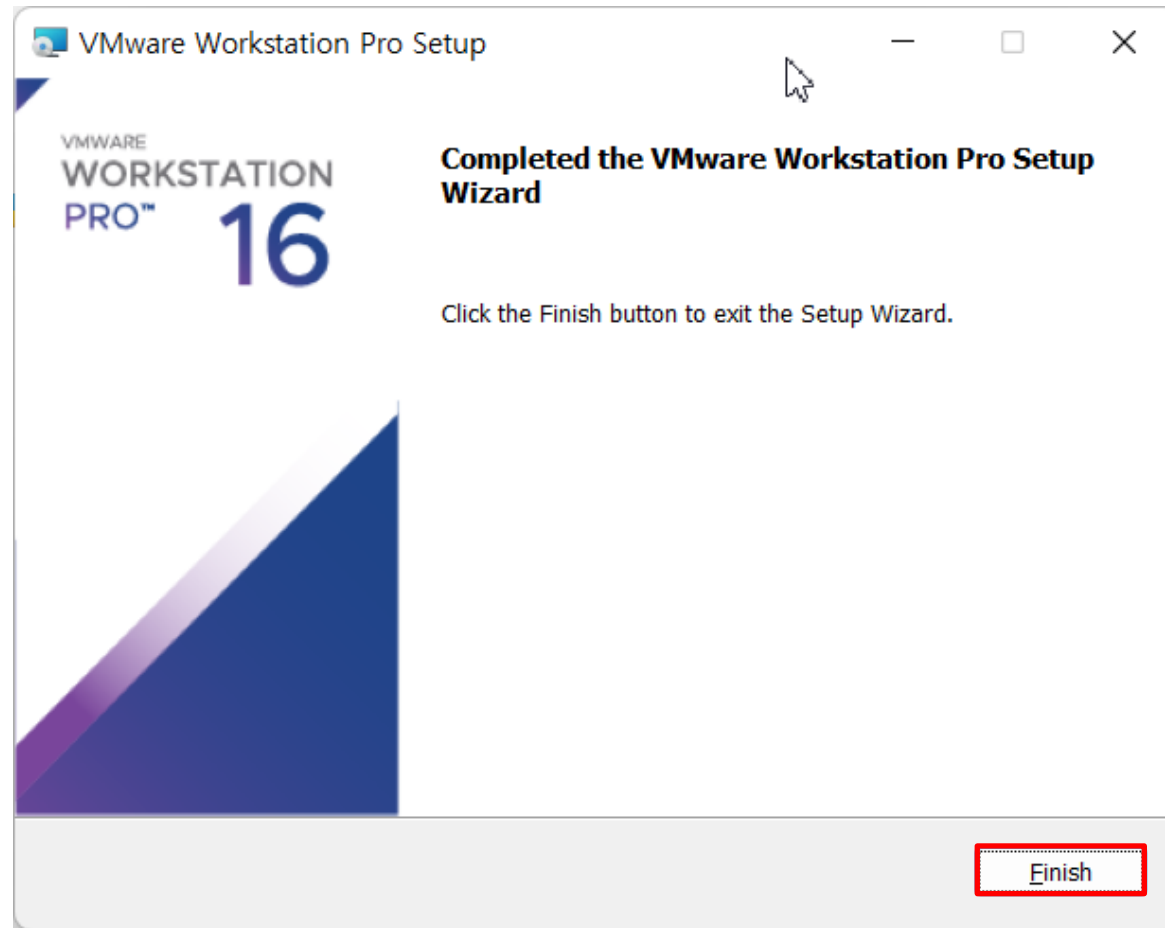 VMware Workstation Pro Setup
VMWARE
WORKSTATION
PRO™ 16
Completed the VMware Workstation Pro Setup
Wizard
Click the Finish button to exit the Setup Wizard.
Finish